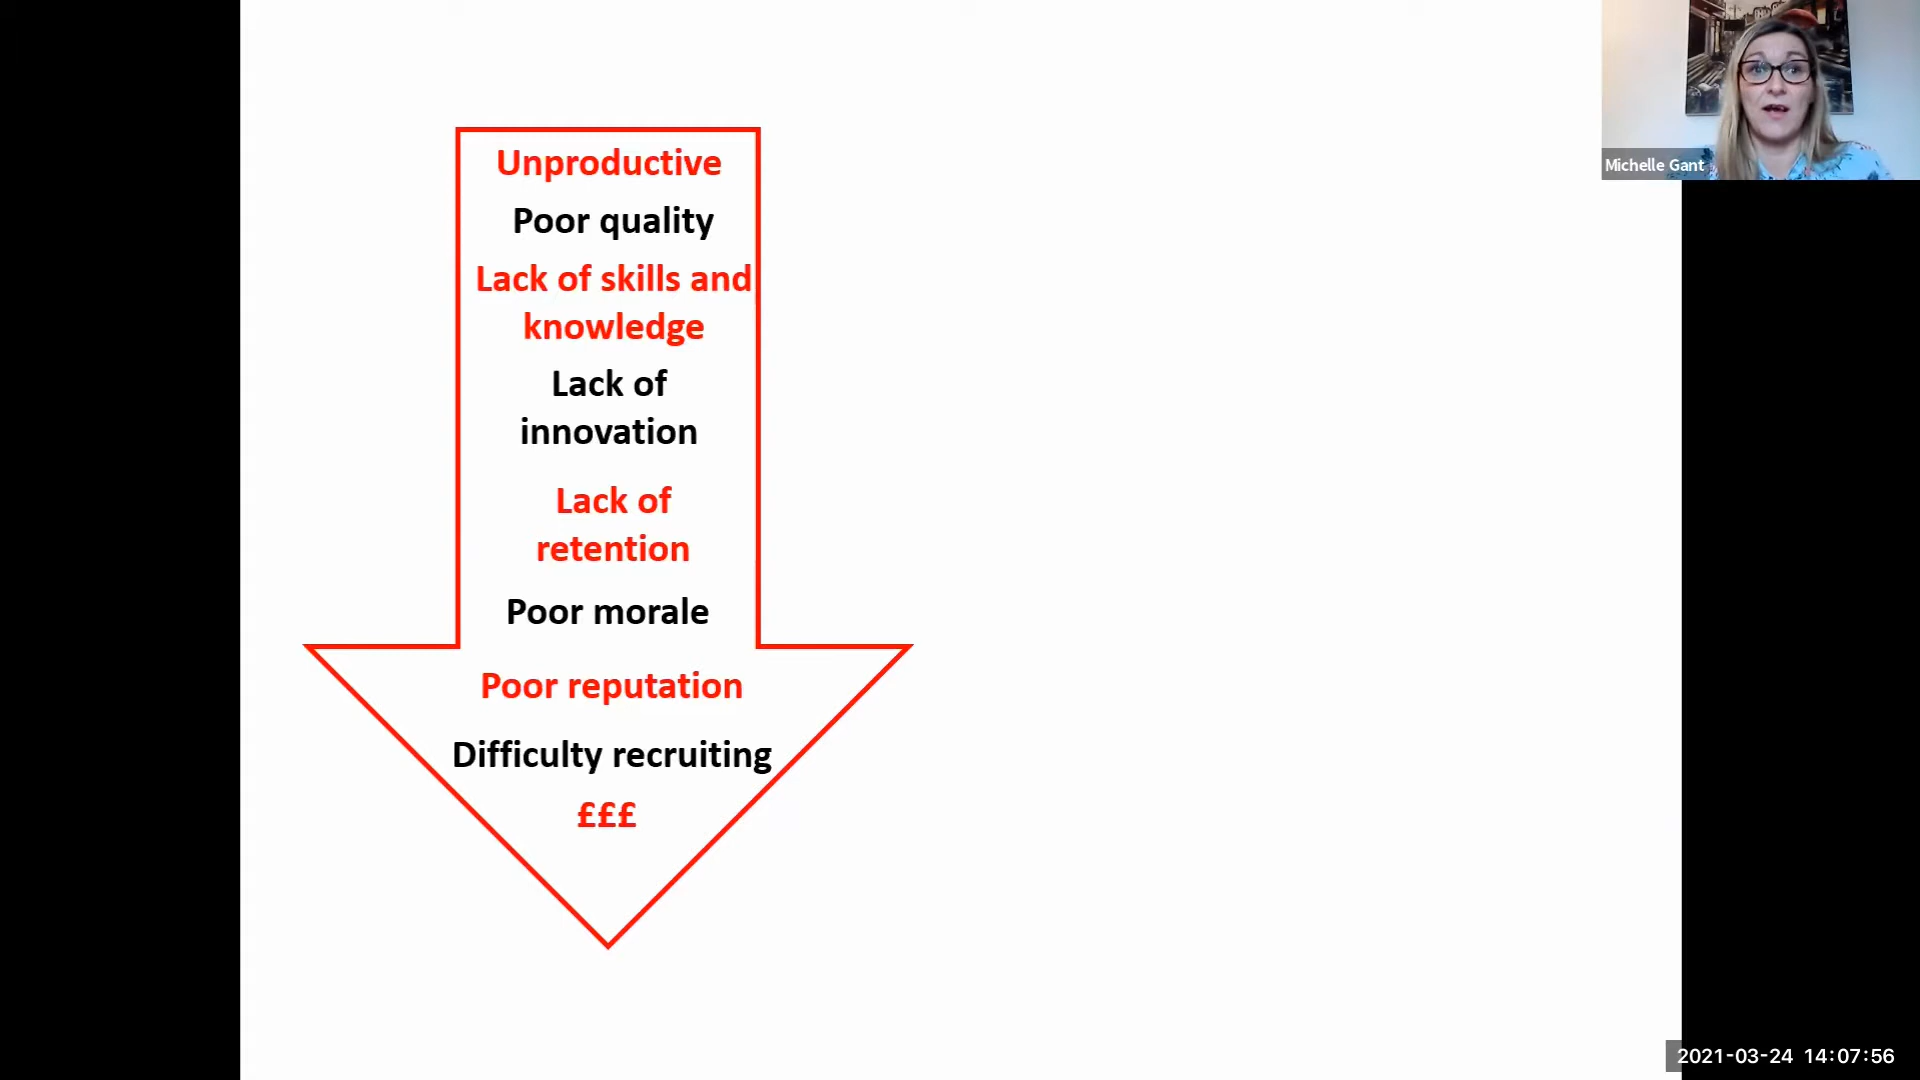 Unproductive
Poor quality
Lack of skills and
knowledge
Lack of
innovation
Lack of
retention
Poor morale
Poor reputation
Difficulty recruiting
£££
Michelle Gant
2021-03-24 14:07:56